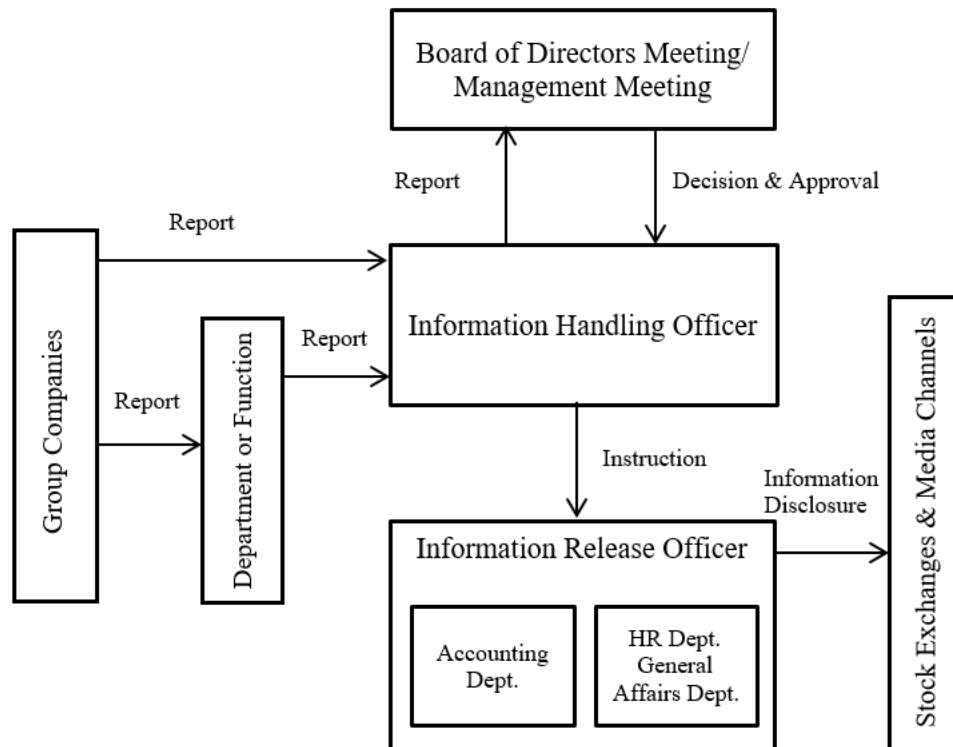 Board of Directors Meeting/
Management Meeting
Report
Decision & Approval
Report
Information Handling Officer
Report
Report
Group Companies
Department or Function
Instruction
Information
Disclosure
Stock Exchanges & Media Channels
Information Release Officer
Accounting
Dept.
HR Dept.
General
Affairs Dept.